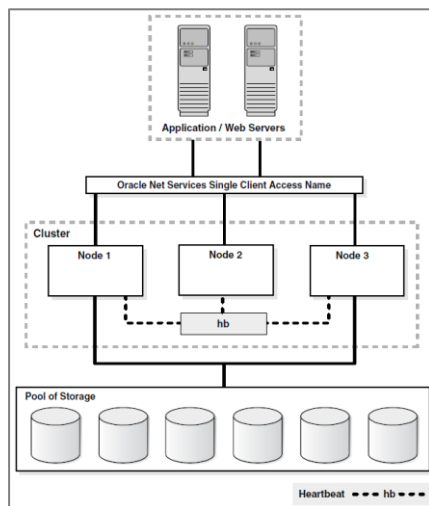 Application / Web Servers
Oracle Net Services Single Client Access Name
Cluster
Node 1
Node 2
Node 3
hb
Pool of Storage
Heartbeat hb